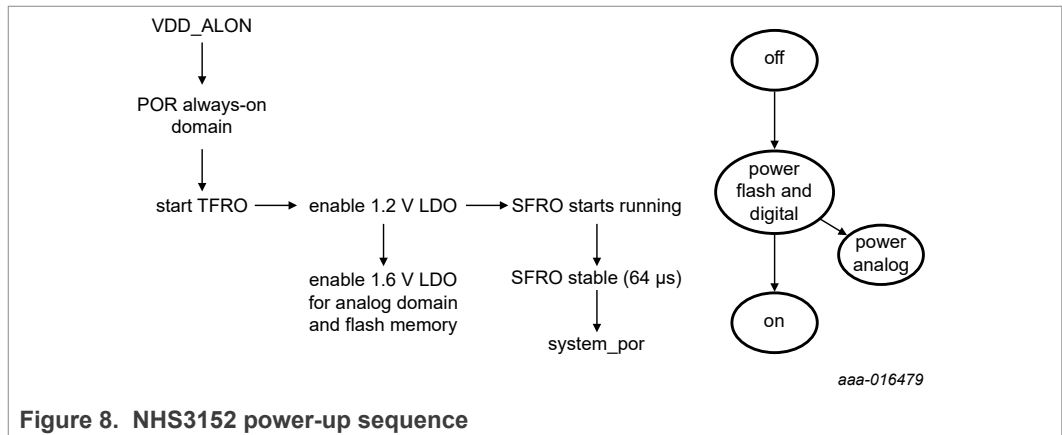 VDD_ALON
POR always-on
domain
start TFRO
enable 1.2 V LDO
SFRO starts running
enable 1.6 V LDO
for analog domain
and flash memory
SFRO stable (64 μs)
system_por
off
power
flash and
digital
power
analog
on
aaa-016479
Figure 8. NHS3152 power-up sequence